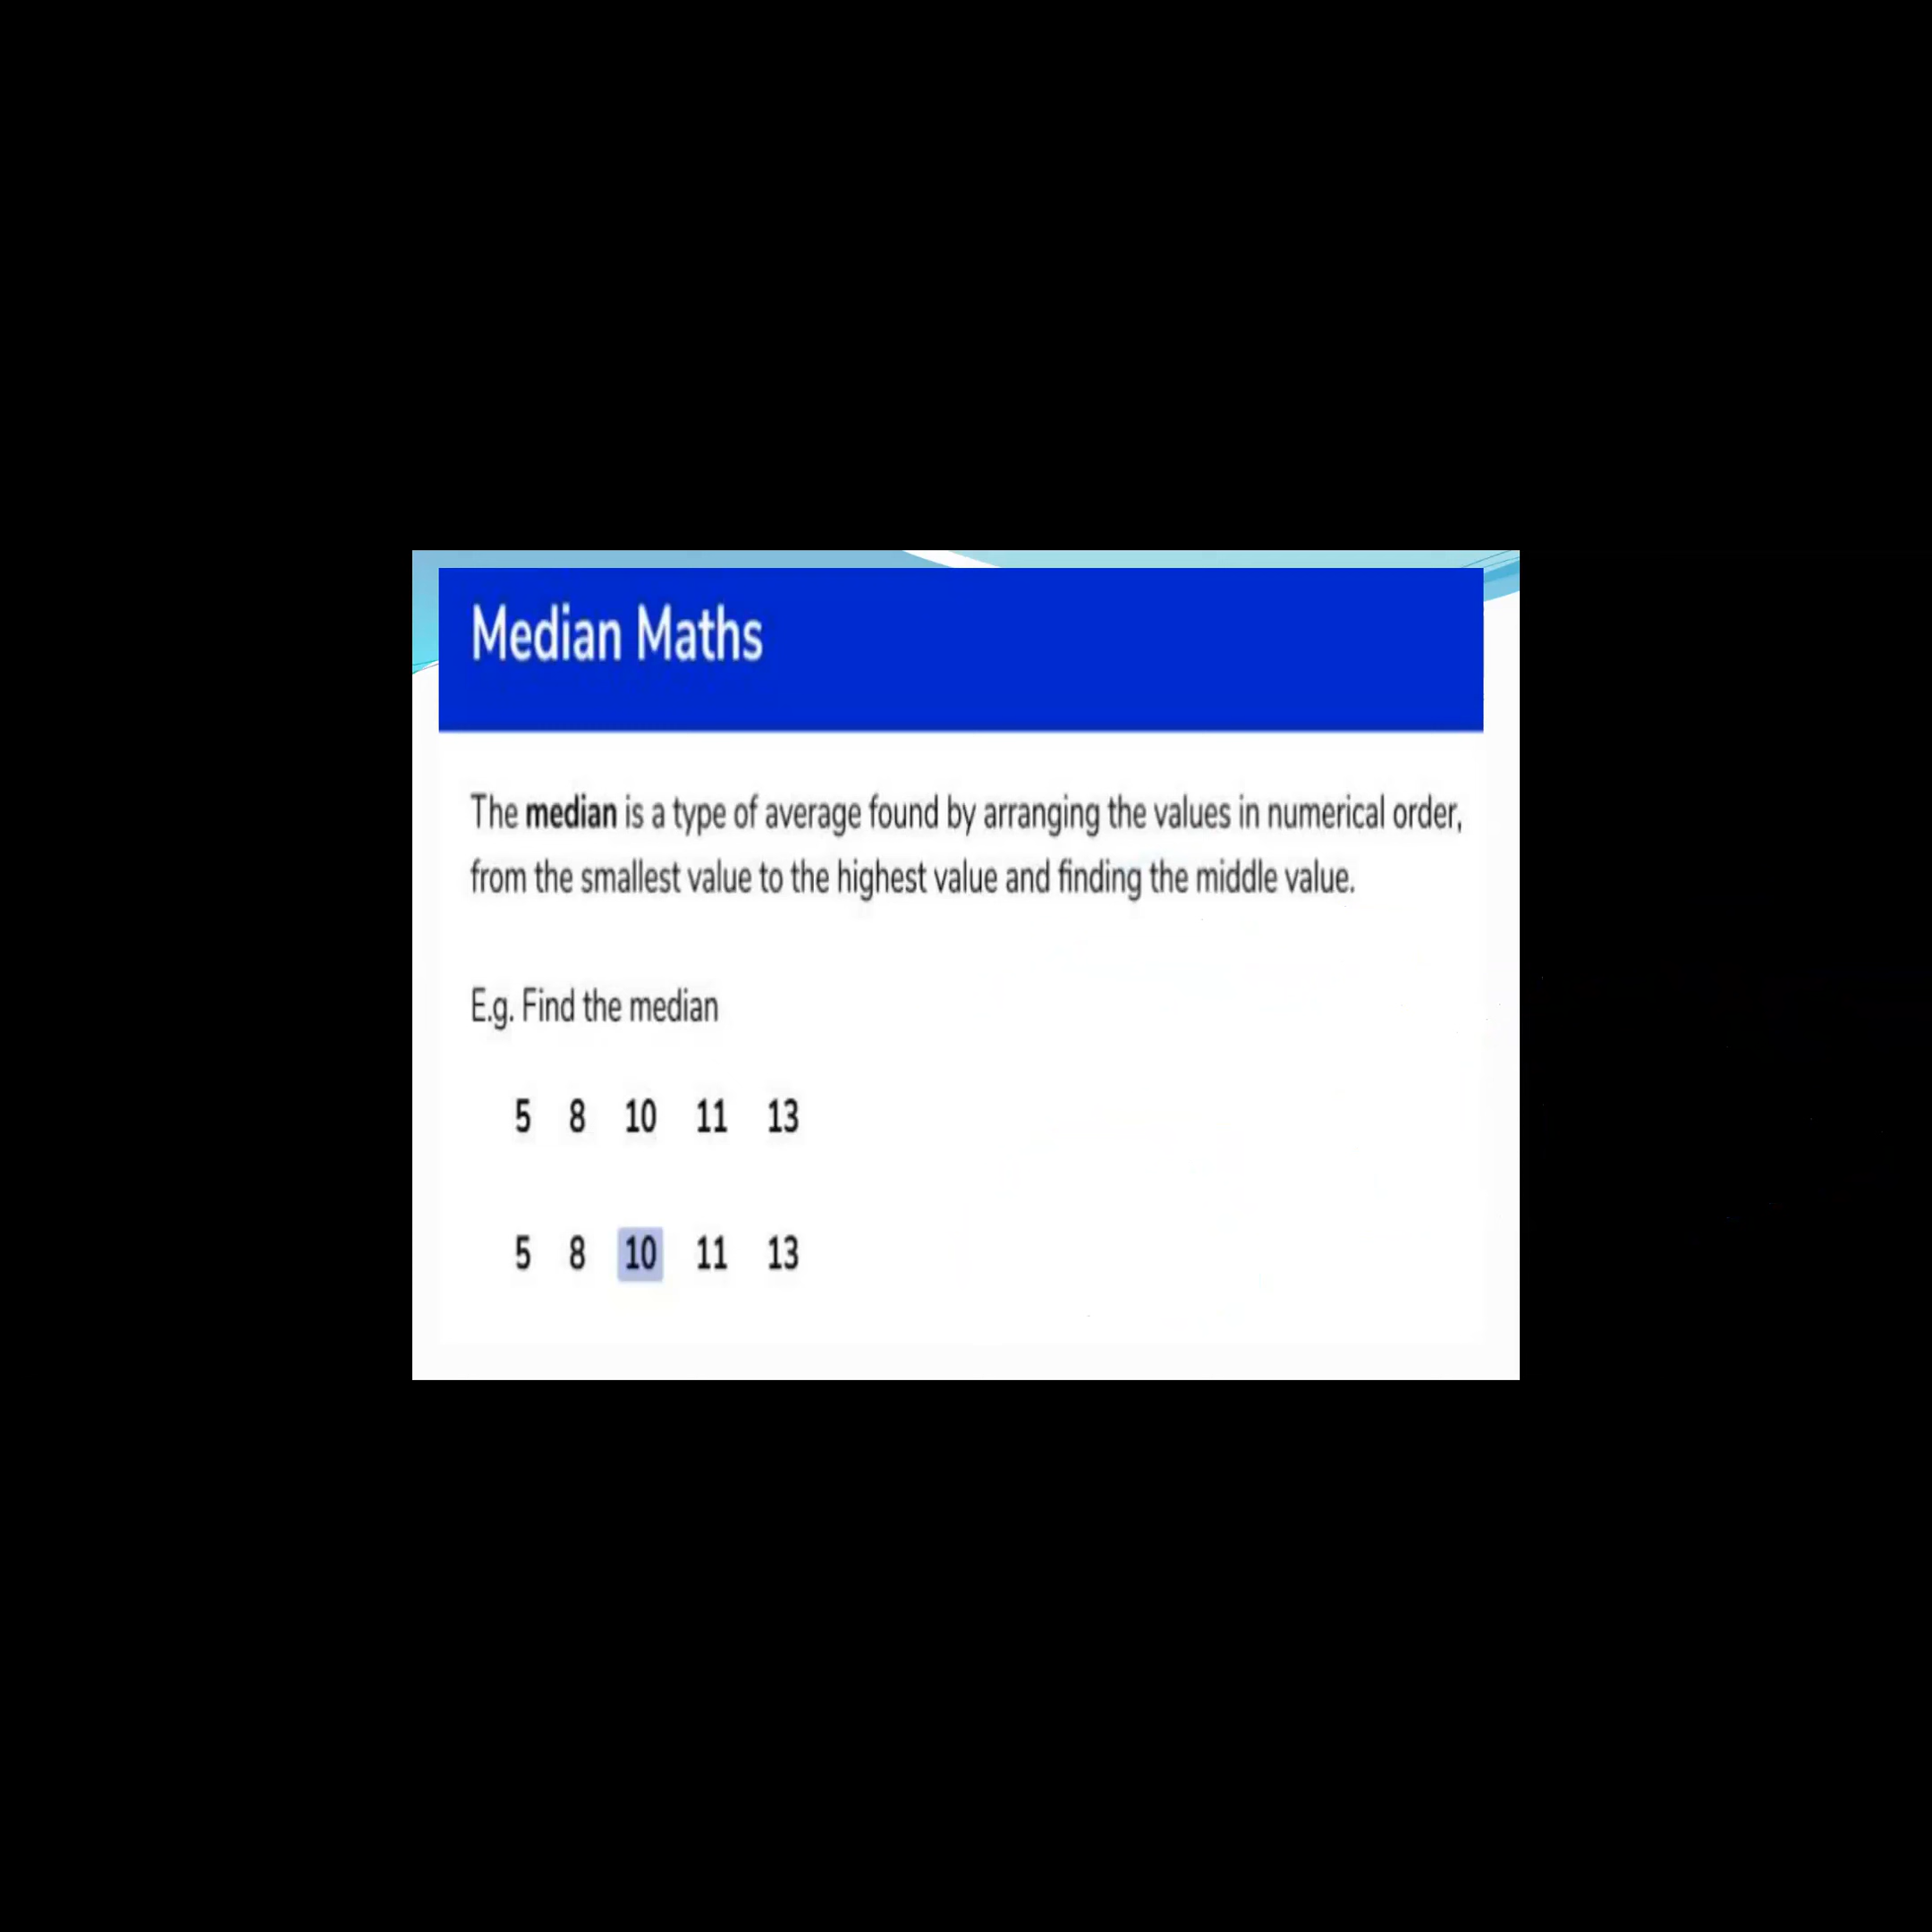 Median Maths
The median is a type of average found by arranging the values in numerical order,
from the smallest value to the highest value and finding the middle value.
E.g. Find the median
5 8 10 11 13
5 8 10 11 13